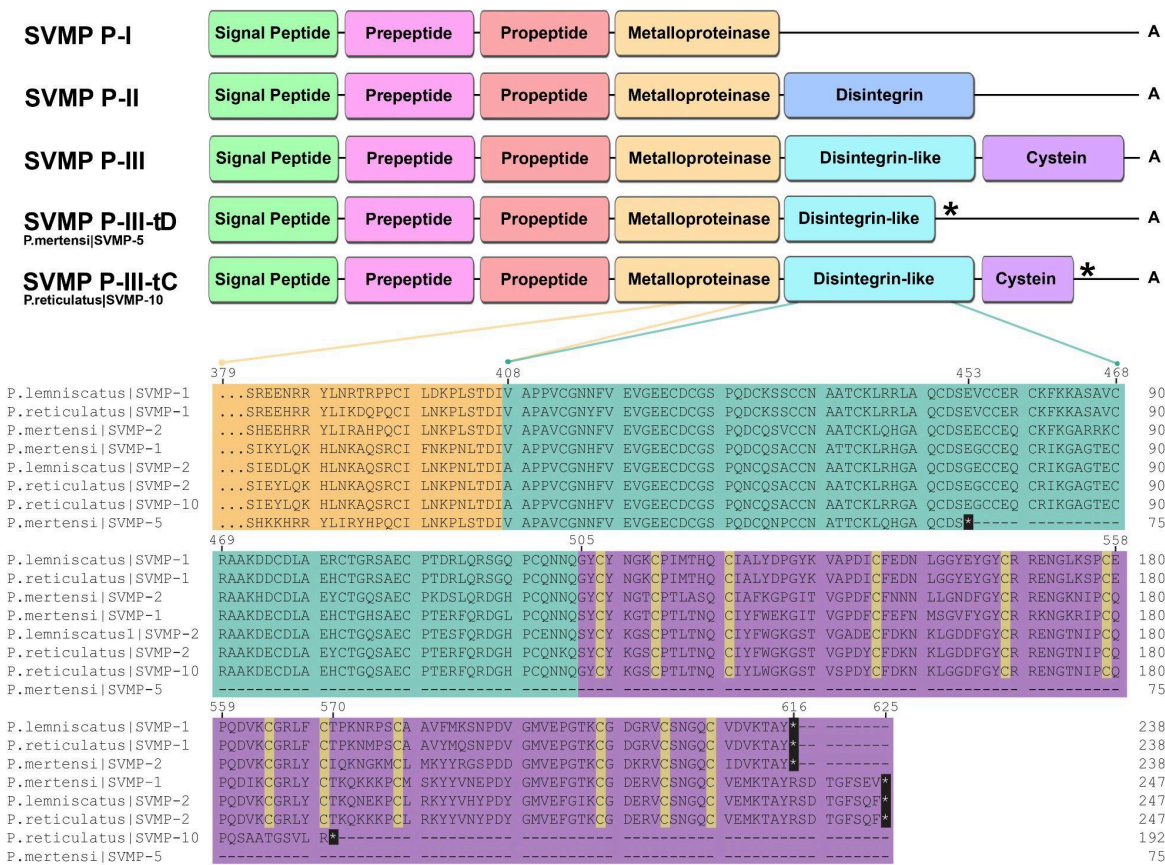 SVMP P-I Signal Peptide Prepeptide Propeptide Metalloproteinase A
SVMP P-II Signal Peptide Prepeptide Propeptide Metalloproteinase Disintegrin A
SVMP P-III Signal Peptide Prepeptide Propeptide Metalloproteinase Disintegrin-like Cystein A
SVMP P-III-tD Signal Peptide Prepeptide Propeptide Metalloproteinase Disintegrin-like * A
P.mertensi|SVMP-5
SVMP P-III-tC Signal Peptide Prepeptide Propeptide Metalloproteinase Disintegrin-like Cystein * A
P.reticulatus|SVMP-10
379 408 453 468
P.lemniscatus|SVMP-1 ...SREENRR YLNRTRPPCI LDKPLSTDIV APPVCGNNFV EVGEECDCGS PQDCKSSCCN AATCKLRRLA QCDSEVCCER CKFKKASAVC 90
P.reticulatus|SVMP-1 ...SREEHRR YLIKDQPQCI LNKPLSTDIV APAVCGNYFV EVGEECDCGS PQDCKSSCCN AATCKLRRLA QCDSEVCCER CKFKKASAVC 90
P.mertensi|SVMP-2 ...SHEEHRR YLIRAHPQCI LNKPLSTDIV APAVCGNNFV EVGEECDCGS PQDCQSVCCN AATCKLQHGA QCDSEECCEQ CKFKGARRKC 90
P.mertensi|SVMP-1 ...SIKYLQK HLNKAQSRCI FNKPNLTDIV APAVCGNHFV EVGEECDCGS PQDCQSACCN AATCKLRHGA QCDSEECCEQ CRIKGAGTEC 90
P.lemniscatus|SVMP-2 ...SIEDLQK HLNKAQSRCI LNKPNLTDIA APPVCGNHFV EVGEECDCGS PQNCQSACCN AATCKLRHGA QCDSGECCEQ CRIKGAGTEC 90
P.reticulatus|SVMP-2 ...SIEYLQK HLNKAQSRCI LNKPNLTDIA APPVCGNHFV EVGEECDCGS PQNCQSACCN AATCKLRHGA QCDSEECCEQ CRIKGAGTEC 90
P.reticulatus|SVMP-10 ...SIEYLQK HLNKAQSRCI LNKPNLTDIA APPVCGNYFV EVGEECDCGS PQNCQSACCN AATCKLRRGA QCDSEGCCEQ CRIKGAGTEC 90
P.mertensi|SVMP-5 ...SHKKHRR YLIRYHPQCI LNKPLSTDIV APPVCGNNFV EVGEECDCGS PQDCQNPCCN ATTCKLQHGA QCDS*----- ---------- 75
469 505 558
P.lemniscatus|SVMP-1 RAAKDDCDLA ERCTGRSAEC PTDRLQRSGQ PCQNNQGYCY NGKCPIMTHQ CIALYDPGYK VAPDICFEDN LGGYEYGYCR RENGLKSPCE 180
P.reticulatus|SVMP-1 RAAKDDCDLA ERCTGRSAEC PTDRLQRSGQ PCQNNQGYCY NGKCPIMTHQ CIALYDPGYK VAPDICFEDN LGGYEYGYCR RENGLKSPCE 180
P.mertensi|SVMP-2 RAAKHDCDLA EYCTGQSAEC PKDSLQRDGH PCQNNQGYCY NGTCPTLASQ CIAFKGPGIT VGPDFCFNNN LLGNDFGYCR RENGKNIPCE 180
P.mertensi|SVMP-1 RAAKDECDLA EHCTGQSAEC PTERFQRDGL PCQNNQSYCY KGSCPTLTNQ CIYFWEKGIT VGPDFCFEFN MSGVFYGYCR RKNGKRIPCQ 180
P.lemniscatus1|SVMP-2 RAAKDECDLA EHCTGQSAEC PTESFQRDGH PCENNQSYCY KGSCPTLTNQ CIYFWGKGST VGADECFDKN KLGDDFGYCR RENGTNIPCQ 180
P.reticulatus|SVMP-2 RAAKDECDLA EYCTGQSAEC PTERFQRDGH PCQNNQSYCY KGSCPTLTNQ CIYFWGKGST VGPDYCFDKN KLGDDFGYCR RENGTNIPCQ 180
P.reticulatus|SVMP-10 RAAKDECDLA EHCTGQSAEC PTERFQRDGH PCQNKQSYCY KGSCPTLTNQ CIYLWGKGST VSPDYCFDKN KLGGDFGYCR RENGTNIPCQ 180
P.mertensi|SVMP-5 ---------- ---------- ---------- ---------- ---------- ---------- ---------- ---------- ---------- 75
559 570 616 625
P.lemniscatus|SVMP-1 PQDVKCGRLF CTPKNRPSCA AVFMKSNPDV GMVEPGTKCG DGRVCSNGQC VDVKTAY*-- ------- 238
P.reticulatus|SVMP-1 PQDVKCGRLF CTPKNMPSCA AVYMQSNPDV GMVEPGTKCG DGRVCSNGQC VDVKTAY*-- ------- 238
P.mertensi|SVMP-2 PQDVKCGRLY CIQKNGKMCL MKYYRGSPDD GMVEPGTKCG DKRVCSNGQC IDVKTAY*-- ------- 238
P.mertensi|SVMP-1 PQDIKCGRLY CTKQKKKPCM SKYYVNEPDY GMVEPGTKCG DERVCSNGQC VEMKTAYRSD TGFSEV* 247
P.lemniscatus|SVMP-2 PQDVKCGRLY CTKQNEKPCL RKYYVHYPDY GMVEFGIKCG DERVCSNGQC VEMKTAYRSD TGFSQF* 247
P.reticulatus|SVMP-2 PQDVKCGRLY CTKQKKKPCL RKYYVNYPDY GMVEFGTKCG DERVCSNGQC VEMKTAYRSD TGFSQF* 247
P.reticulatus|SVMP-10 PQSAATGSVL R*-------- ---------- ---------- ---------- ---------- ------- 192
P.mertensi|SVMP-5 ---------- ---------- ---------- ---------- ---------- ---------- ------- 75